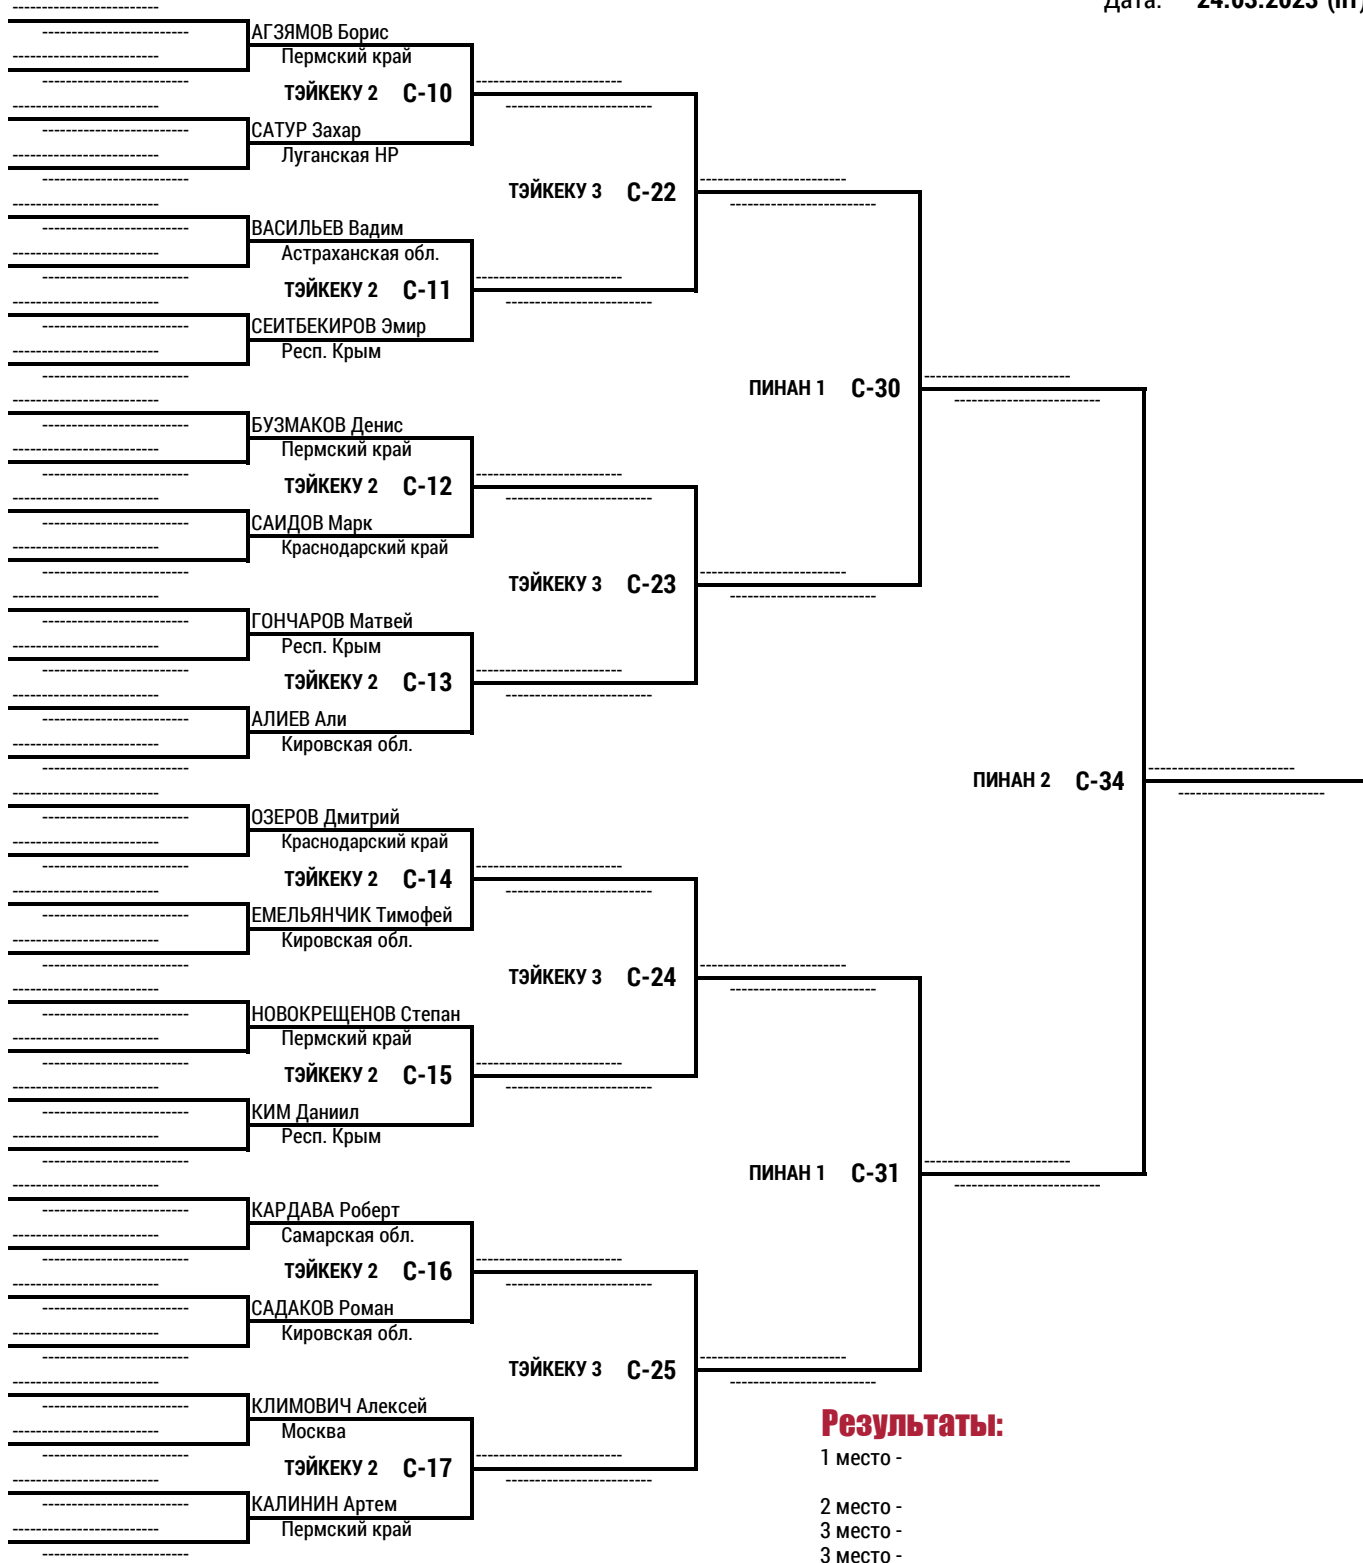 Дата: 24.03.2023 (пт)
АГЗЯМОВ Борис
Пермский край
ТЭЙКЕКУ 2 С-10
САТУР Захар
Луганская НР
ТЭЙКЕКУ 3 С-22
ВАСИЛЬЕВ Вадим
Астраханская обл.
ТЭЙКЕКУ 2 С-11
СЕИТБЕКИРОВ Эмир
Респ. Крым
ПИНАН 1 С-30
БУЗМАКОВ Денис
Пермский край
ТЭЙКЕКУ 2 С-12
САИДОВ Марк
Краснодарский край
ТЭЙКЕКУ 3 С-23
ГОНЧАРОВ Матвей
Респ. Крым
ТЭЙКЕКУ 2 С-13
АЛИЕВ Али
Кировская обл.
ПИНАН 2 С-34
ОЗЕРОВ Дмитрий
Краснодарский край
ТЭЙКЕКУ 2 С-14
ЕМЕЛЬЯНЧИК Тимофей
Кировская обл.
ТЭЙКЕКУ 3 С-24
НОВОКРЕЩЕНОВ Степан
Пермский край
ТЭЙКЕКУ 2 С-15
КИМ Даниил
Респ. Крым
ПИНАН 1 С-31
КАРДАВА Роберт
Самарская обл.
ТЭЙКЕКУ 2 С-16
САДАКОВ Роман
Кировская обл.
ТЭЙКЕКУ 3 С-25
КЛИМОВИЧ Алексей
Москва
ТЭЙКЕКУ 2 С-17
КАЛИНИН Артем
Пермский край
Результаты:
1 место -
2 место -
3 место -
3 место -